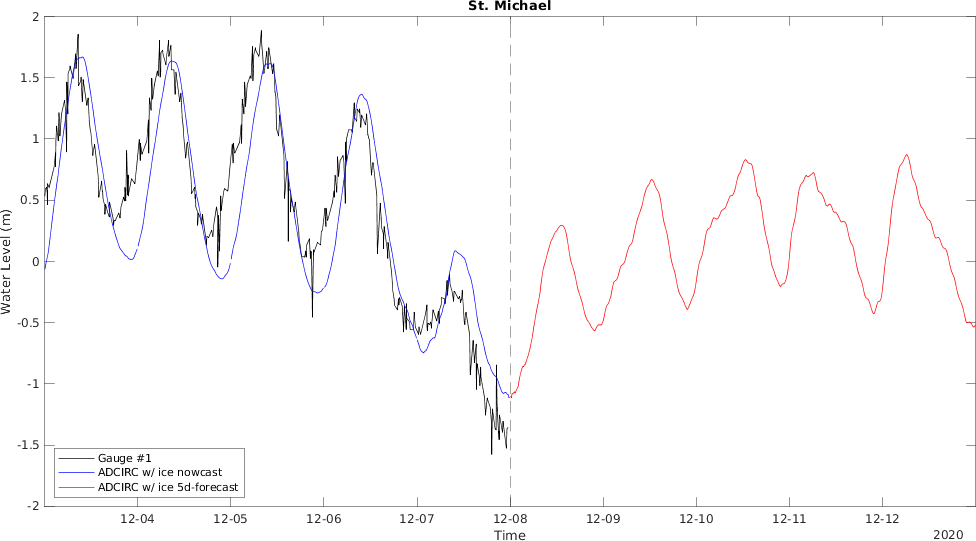 St. Michael
2
1.5
1
0.5
0
-0.5
-1
-1.5
-2
Water Level (m)
Gauge #1
ADCIRC w/ ice nowcast
ADCIRC w/ ice 5d-forecast
12-04 12-05 12-06 12-07 12-08 12-09 12-10 12-11 12-12
Time
2020